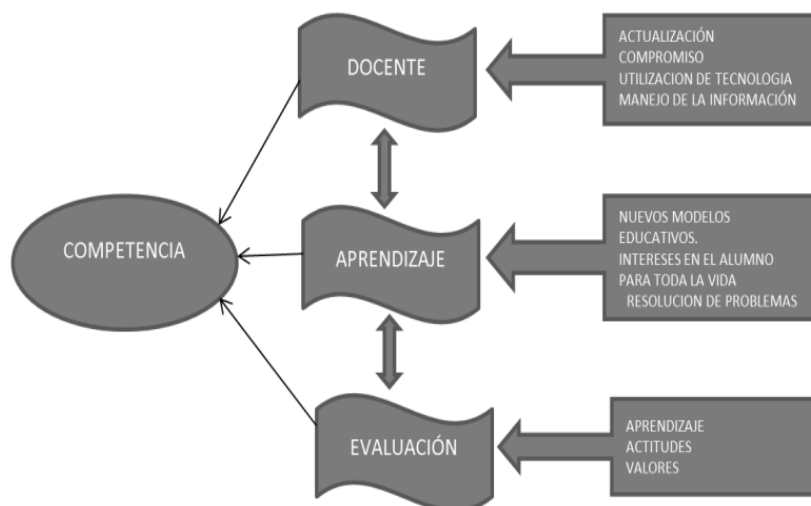 DOCENTE
ACTUALIZACIÓN
COMPROMISO
UTILIZACION DE TECNOLOGIA
MANEJO DE LA INFORMACIÓN
COMPETENCIA
APRENDIZAJE
NUEVOS MODELOS
EDUCATIVOS.
INTERESES EN EL ALUMNO
PARA TODA LA VIDA
RESOLUCION DE PROBLEMAS
EVALUACIÓN
APRENDIZAJE
ACTITUDES
VALORES